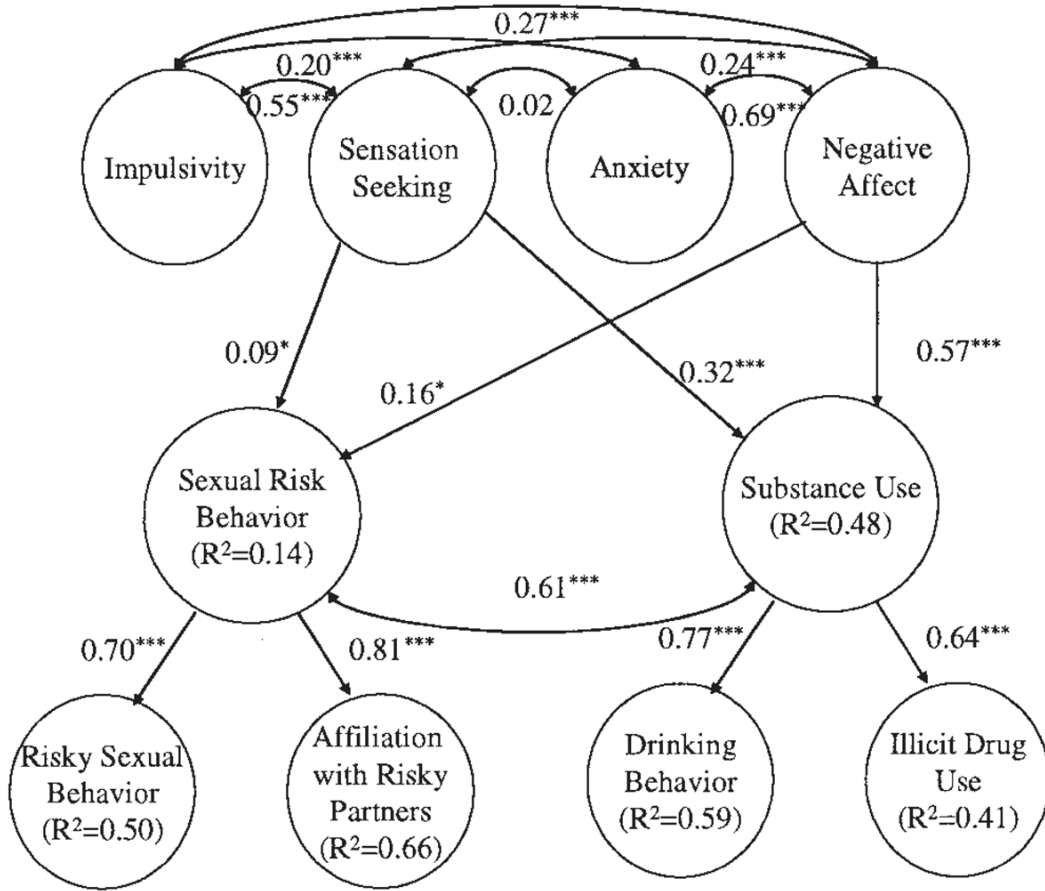 0.27***
0.20***
0.24***
0.55***
0.02
0.69***
Impulsivity
Sensation
Seeking
Anxiety
Negative
Affect
0.09*
0.16*
0.32***
0.57***
Sexual Risk
Behavior
(R²=0.14)
Substance Use
(R²=0.48)
0.61***
0.70***
0.81***
0.77***
0.64***
Risky Sexual
Behavior
(R²=0.50)
Affiliation
with Risky
Partners
(R²=0.66)
Drinking
Behavior
(R²=0.59)
Illicit Drug
Use
(R²=0.41)